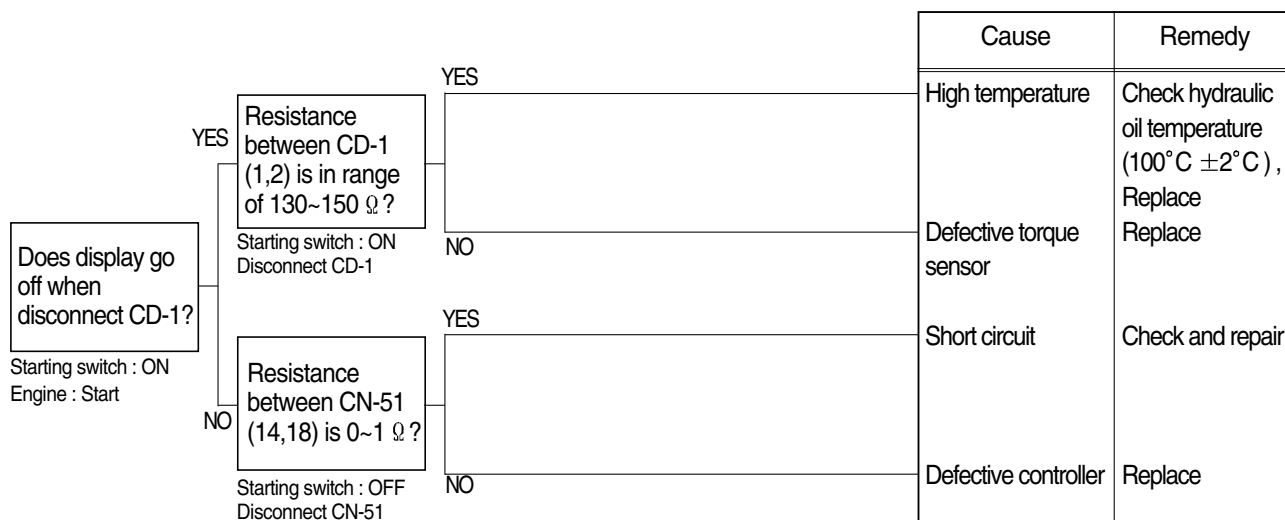 Does display go
off when
disconnect CD-1?
Starting switch : ON
Engine : Start
YES
Resistance
between CD-1
(1,2) is in range
of 130~150 Ω?
Starting switch : ON
Disconnect CD-1
NO
Resistance
between CN-51
(14,18) is 0~1 Ω?
Starting switch : OFF
Disconnect CN-51
YES
NO
YES
NO
Cause
Remedy
High temperature
Check hydraulic
oil temperature
(100°C ±2°C) ,
Replace
Defective torque
sensor
Replace
Short circuit
Check and repair
Defective controller
Replace